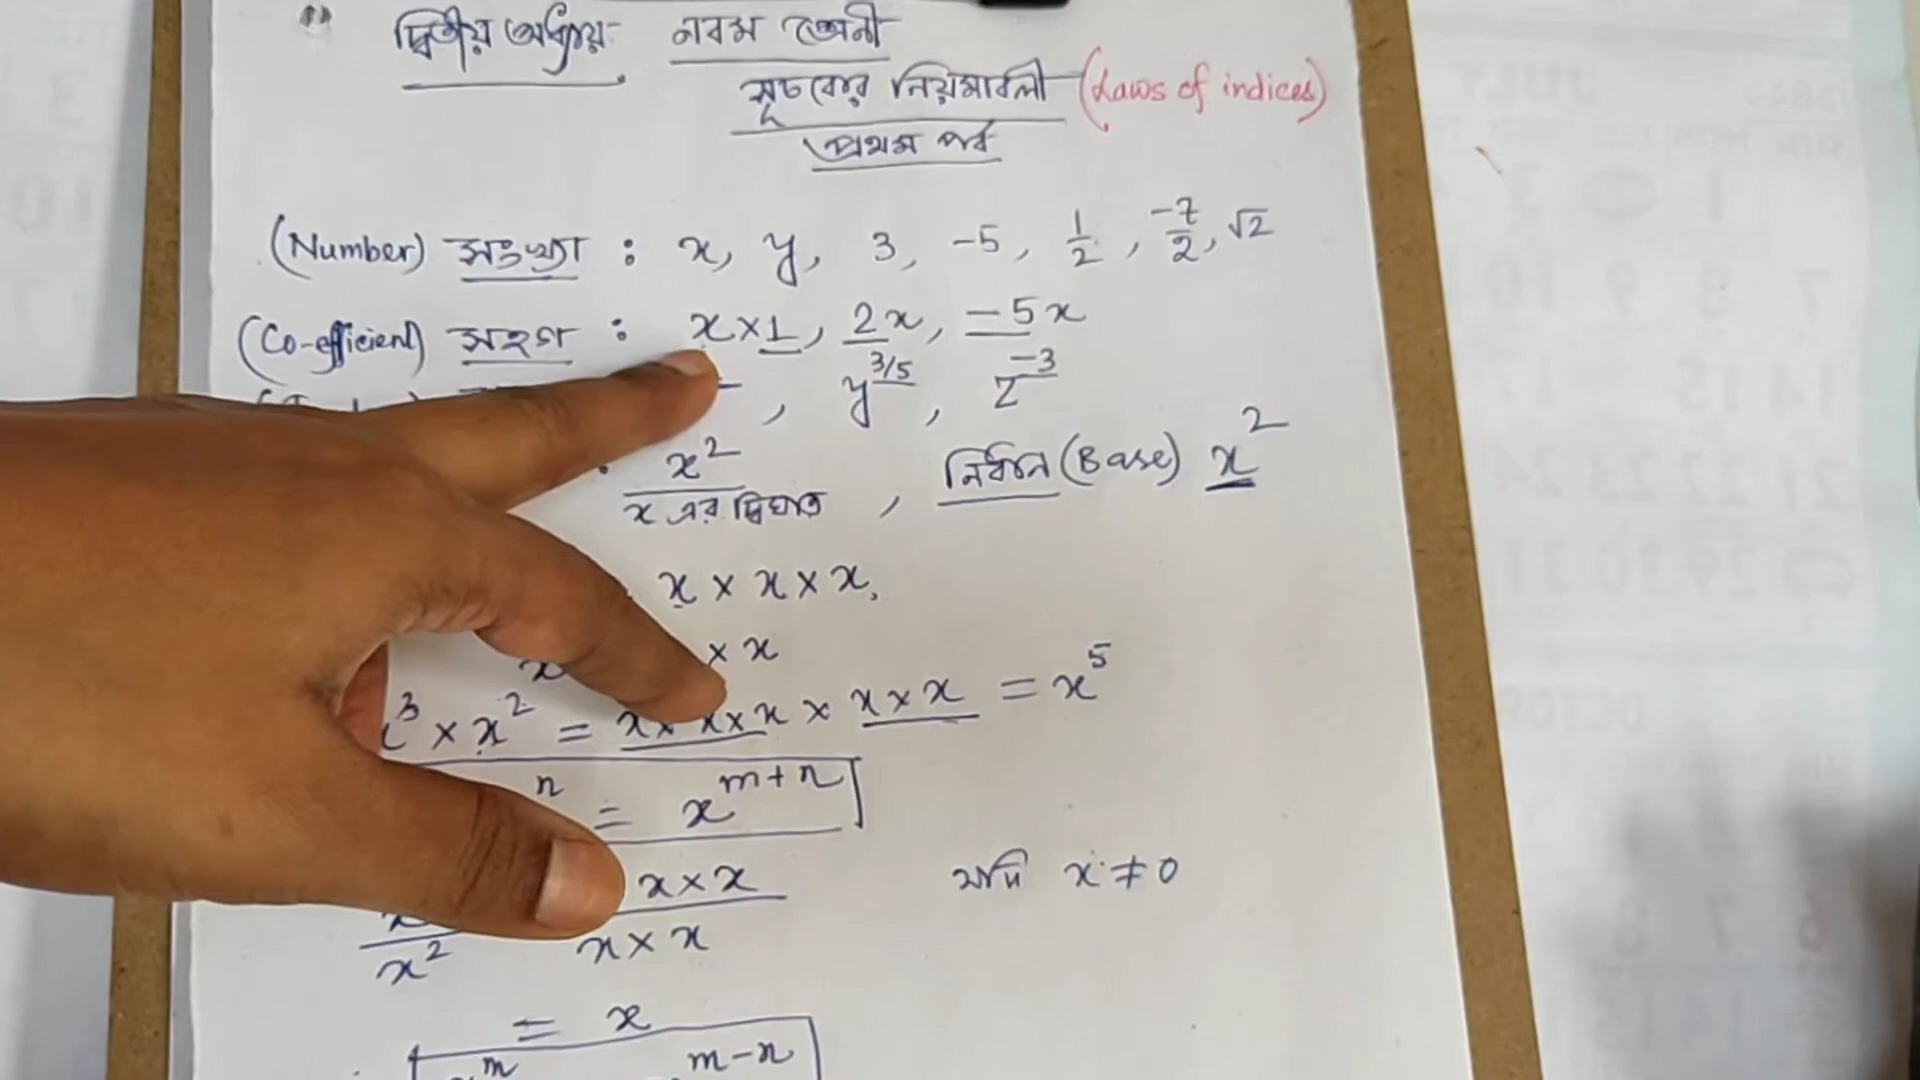 দ্বিতীয় অধ্যায় নবম শ্রেনী
সূচকের নিয়মাবলী (Laws of indices)
প্রথম পর্ব
(Number) সংখ্যা : x, y, 3, -5, 1/2, -7/2, √2
(Co-efficient) সহগ : x×1, 2x, -5x
, y^3/5, z^-3
x^2 , নিধান (Base) x^2
x এর দ্বিঘাত
x × x × x,
× x
^3 × x^2 = x × x × x × x × x = x^5
n = x^m+n
x × x যদি x ≠ 0
x^2 x × x
= x
m m-n